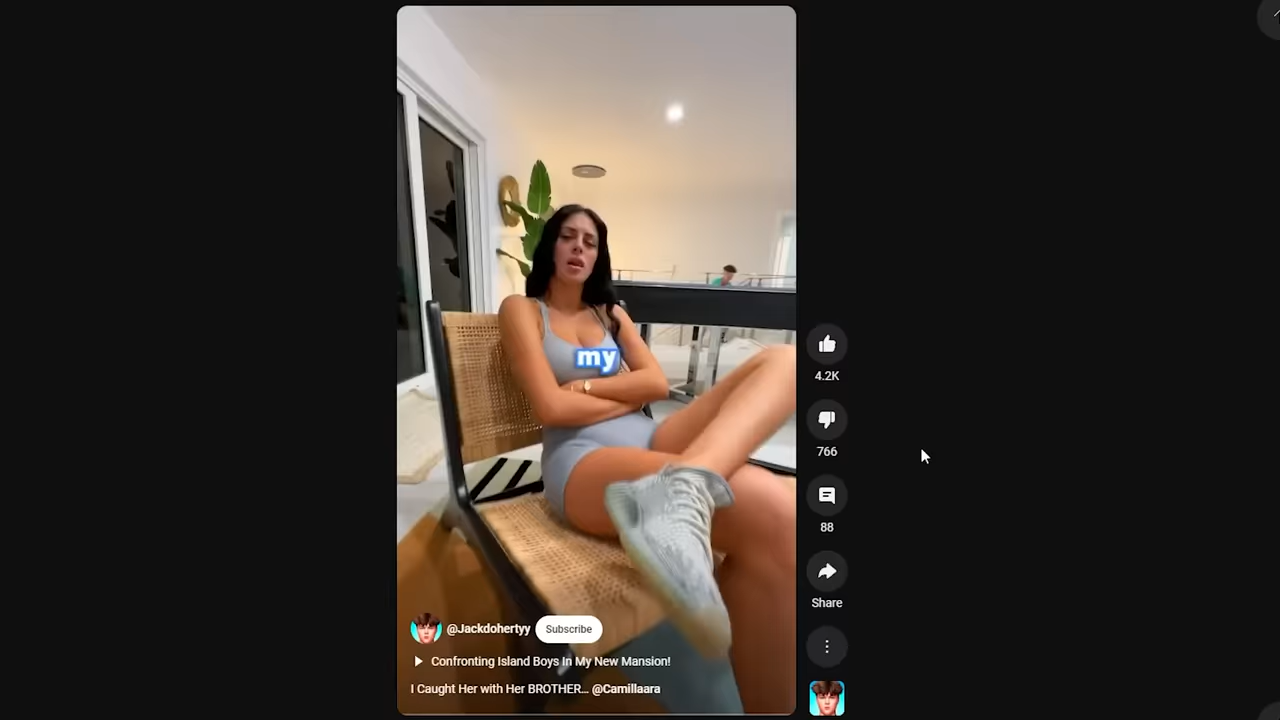 my
4.2K
766
88
Share
@Jackdohertyy Subscribe
Confronting Island Boys In My New Mansion!
I Caught Her with Her BROTHER... @Camillaara